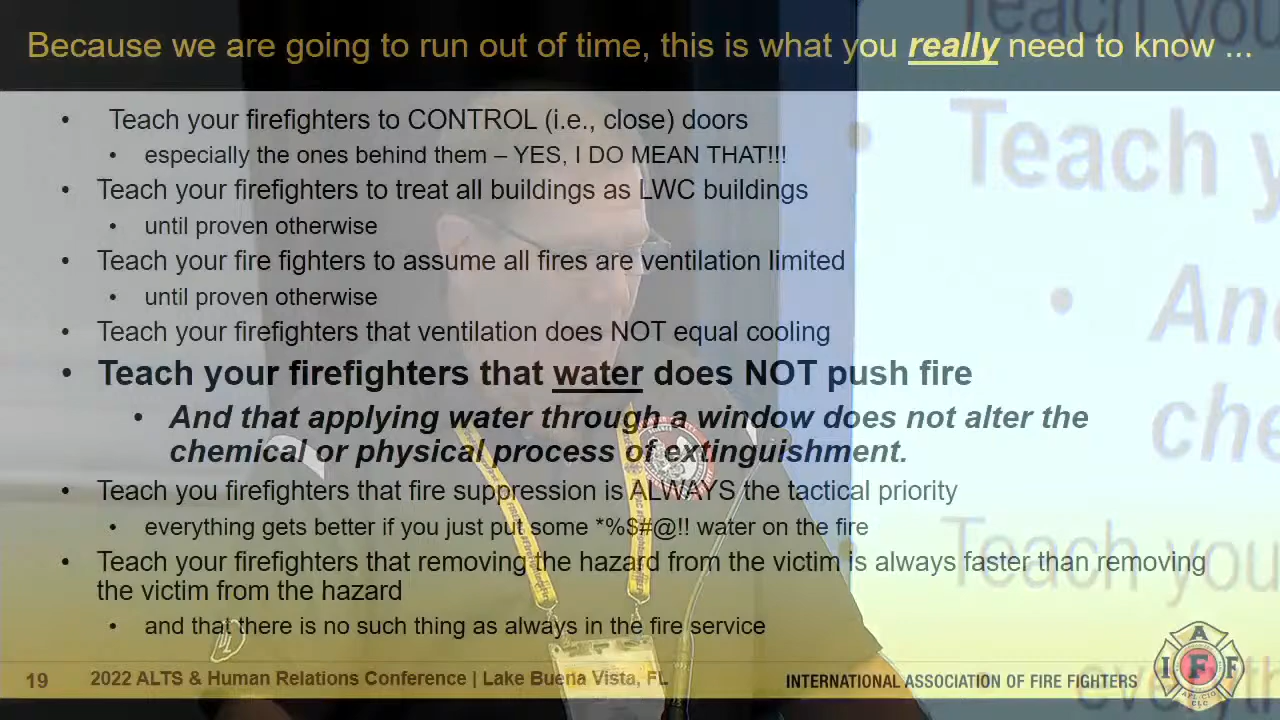 Because we are going to run out of time, this is what you really need to know ...
• Teach your firefighters to CONTROL (i.e., close) doors
• especially the ones behind them – YES, I DO MEAN THAT!!!
• Teach your firefighters to treat all buildings as LWC buildings
• until proven otherwise
• Teach your fire fighters to assume all fires are ventilation limited
• until proven otherwise
• Teach your firefighters that ventilation does NOT equal cooling
• Teach your firefighters that water does NOT push fire
• And that applying water through a window does not alter the
chemical or physical process of extinguishment.
• Teach you firefighters that fire suppression is ALWAYS the tactical priority
• everything gets better if you just put some *%$#@!! water on the fire
• Teach your firefighters that removing the hazard from the victim is always faster than removing
the victim from the hazard
• and that there is no such thing as always in the fire service
19
2022 ALTS & Human Relations Conference | Lake Buena Vista, FL
INTERNATIONAL ASSOCIATION OF FIRE FIGHTERS
A
I F F
AFL-CIO
CLC
Teach you
Teach y
• An
che
Teach you